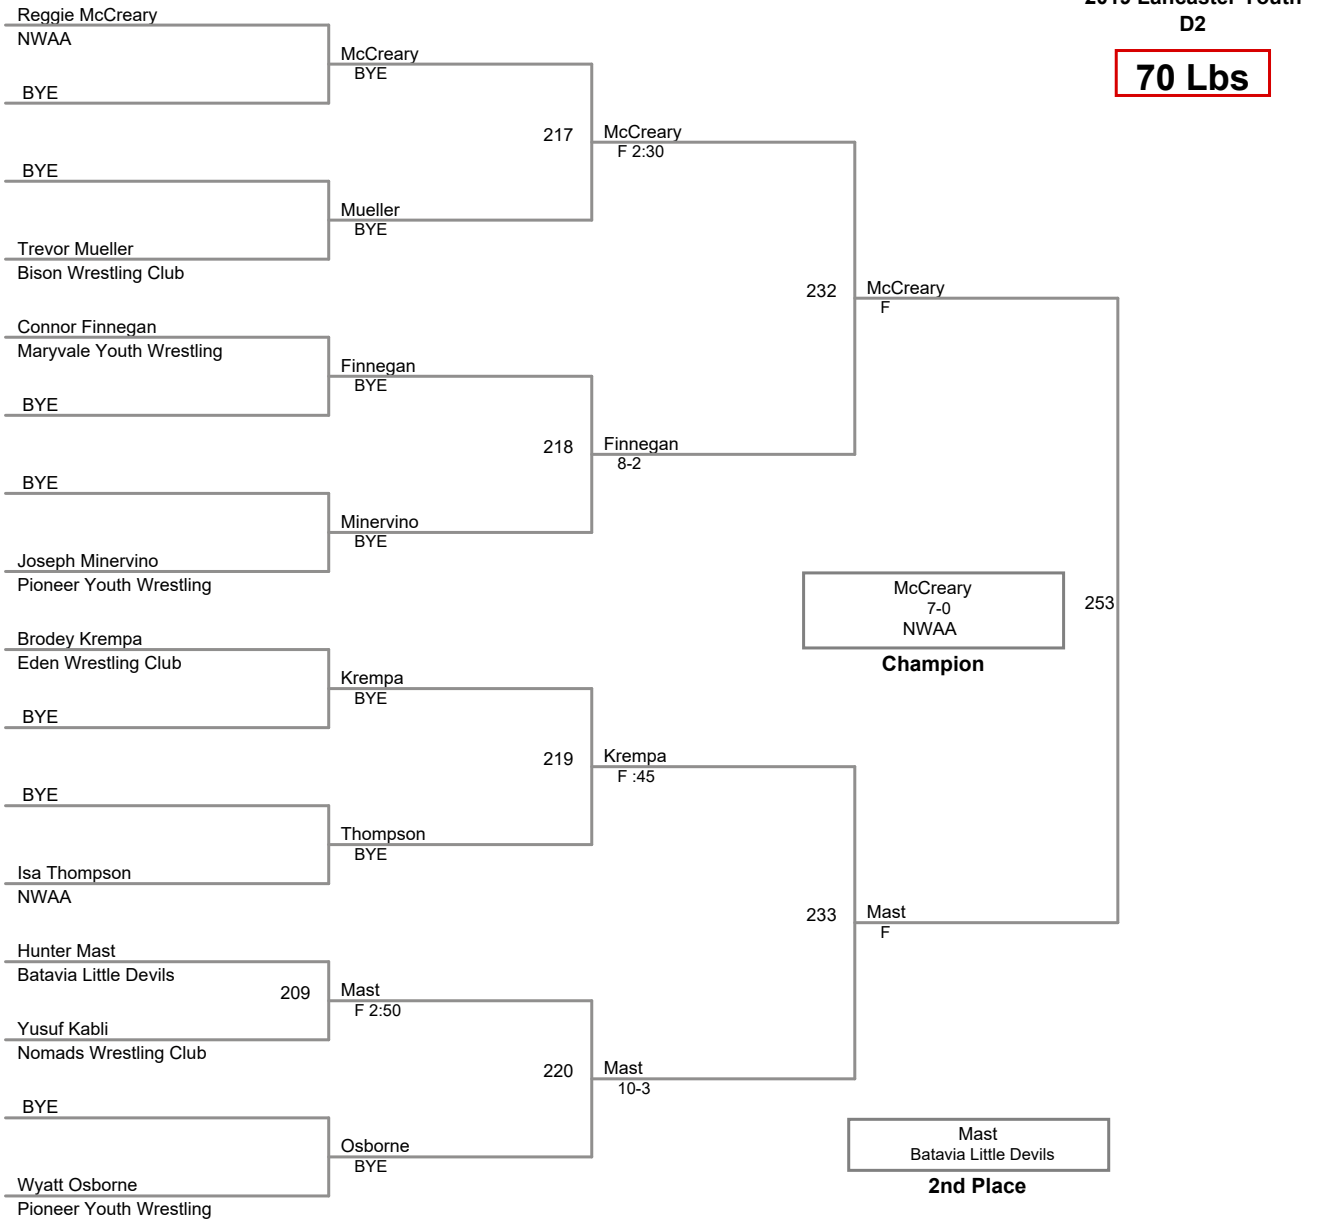 2019 Lancaster Youth
D2
70 Lbs
Reggie McCreary
NWAA
BYE
BYE
Trevor Mueller
Bison Wrestling Club
Connor Finnegan
Maryvale Youth Wrestling
BYE
BYE
Joseph Minervino
Pioneer Youth Wrestling
Brodey Krempa
Eden Wrestling Club
BYE
BYE
Isa Thompson
NWAA
Hunter Mast
Batavia Little Devils
209
Yusuf Kabli
Nomads Wrestling Club
BYE
Wyatt Osborne
Pioneer Youth Wrestling
McCreary
BYE
217
Mueller
BYE
Finnegan
BYE
218
Minervino
BYE
Krempa
BYE
219
Thompson
BYE
Mast
F 2:50
220
Osborne
BYE
McCreary
F 2:30
232
Finnegan
8-2
Krempa
F :45
233
Mast
10-3
McCreary
F
253
Mast
F
McCreary
7-0
NWAA
Champion
Mast
Batavia Little Devils
2nd Place